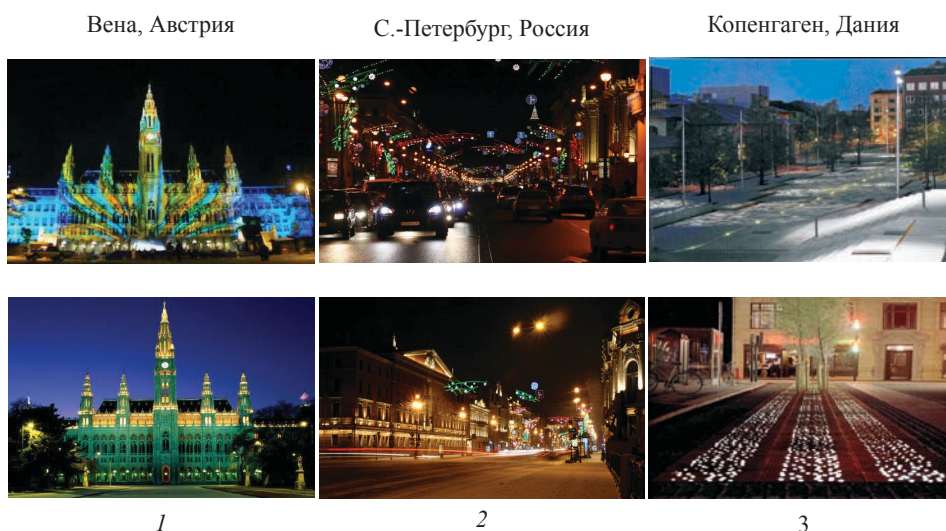 Вена, Австрия
С.-Петербург, Россия
Копенгаген, Дания
1
2
3